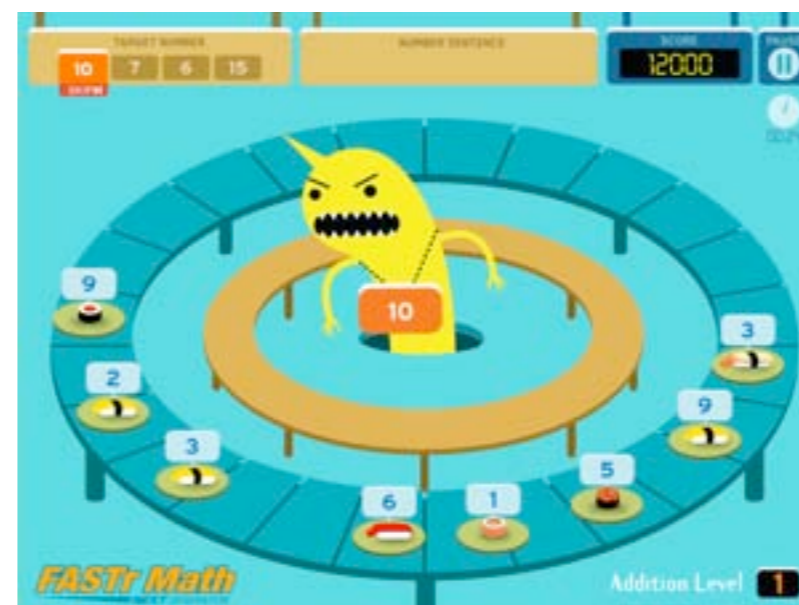 TARGET NUMBER
10 7 6 15
NUMBER SENTENCE
SCORE
12000
9
10
2
3
6
1
5
9
3
FASTr Math
Addition Level 1